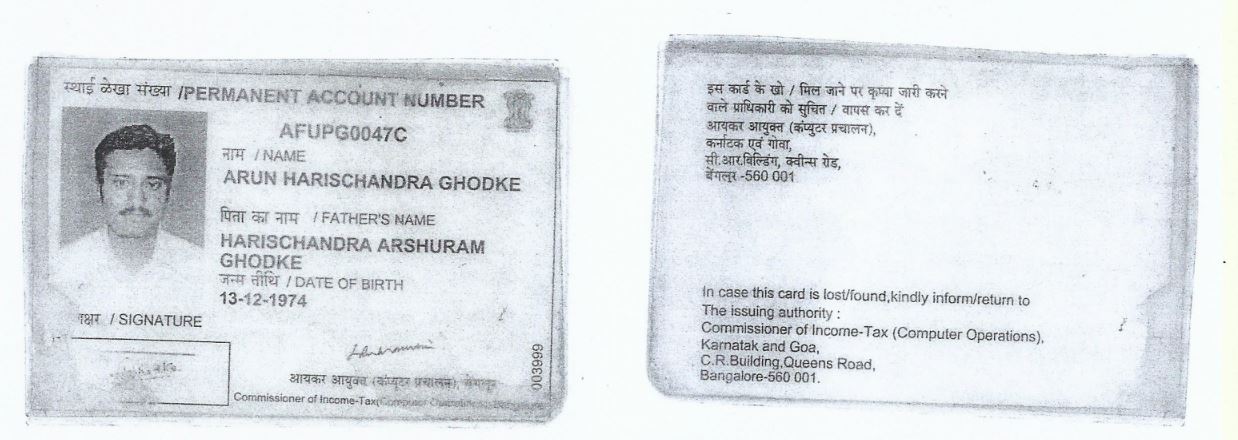 स्थाई ळेखा संख्या /PERMANENT ACCOUNT NUMBER
AFUPG0047C
नाम / NAME
ARUN HARISCHANDRA GHODKE
पिता का नाम / FATHER'S NAME
HARISCHANDRA ARSHURAM
GHODKE
जन्म तीथि / DATE OF BIRTH
13-12-1974
ाक्षर / SIGNATURE
003999
आयकर आयुक्त (कंप्यूटर प्रचालन),
Commissioner of Income-Tax(Computer
इस कार्ड के खो / मिल जाने पर कृप्या जारी करने
वाले प्राधिकारी को सुचित / वापस कर दें
आयकर आयुक्त (कंप्युटर प्रचालन),
कर्नाटक एवं गोवा,
सी.आर.बिल्डिंग, क्वीन्स रोड,
बेंगलूर -560 001
In case this card is lost/found,kindly inform/return to
The issuing authority :
Commissioner of Income-Tax (Computer Operations),
Karnatak and Goa,
C.R.Building,Queens Road,
Bangalore-560 001.